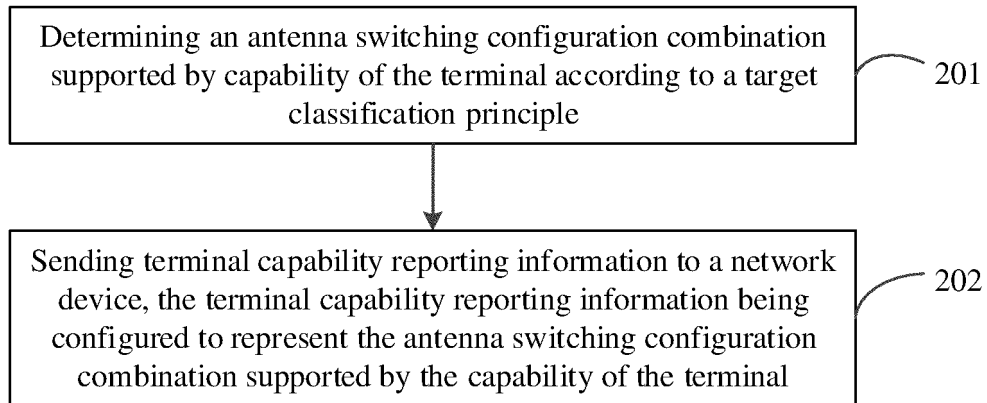 Determining an antenna switching configuration combination
supported by capability of the terminal according to a target
classification principle
201
Sending terminal capability reporting information to a network
device, the terminal capability reporting information being
configured to represent the antenna switching configuration
combination supported by the capability of the terminal
202